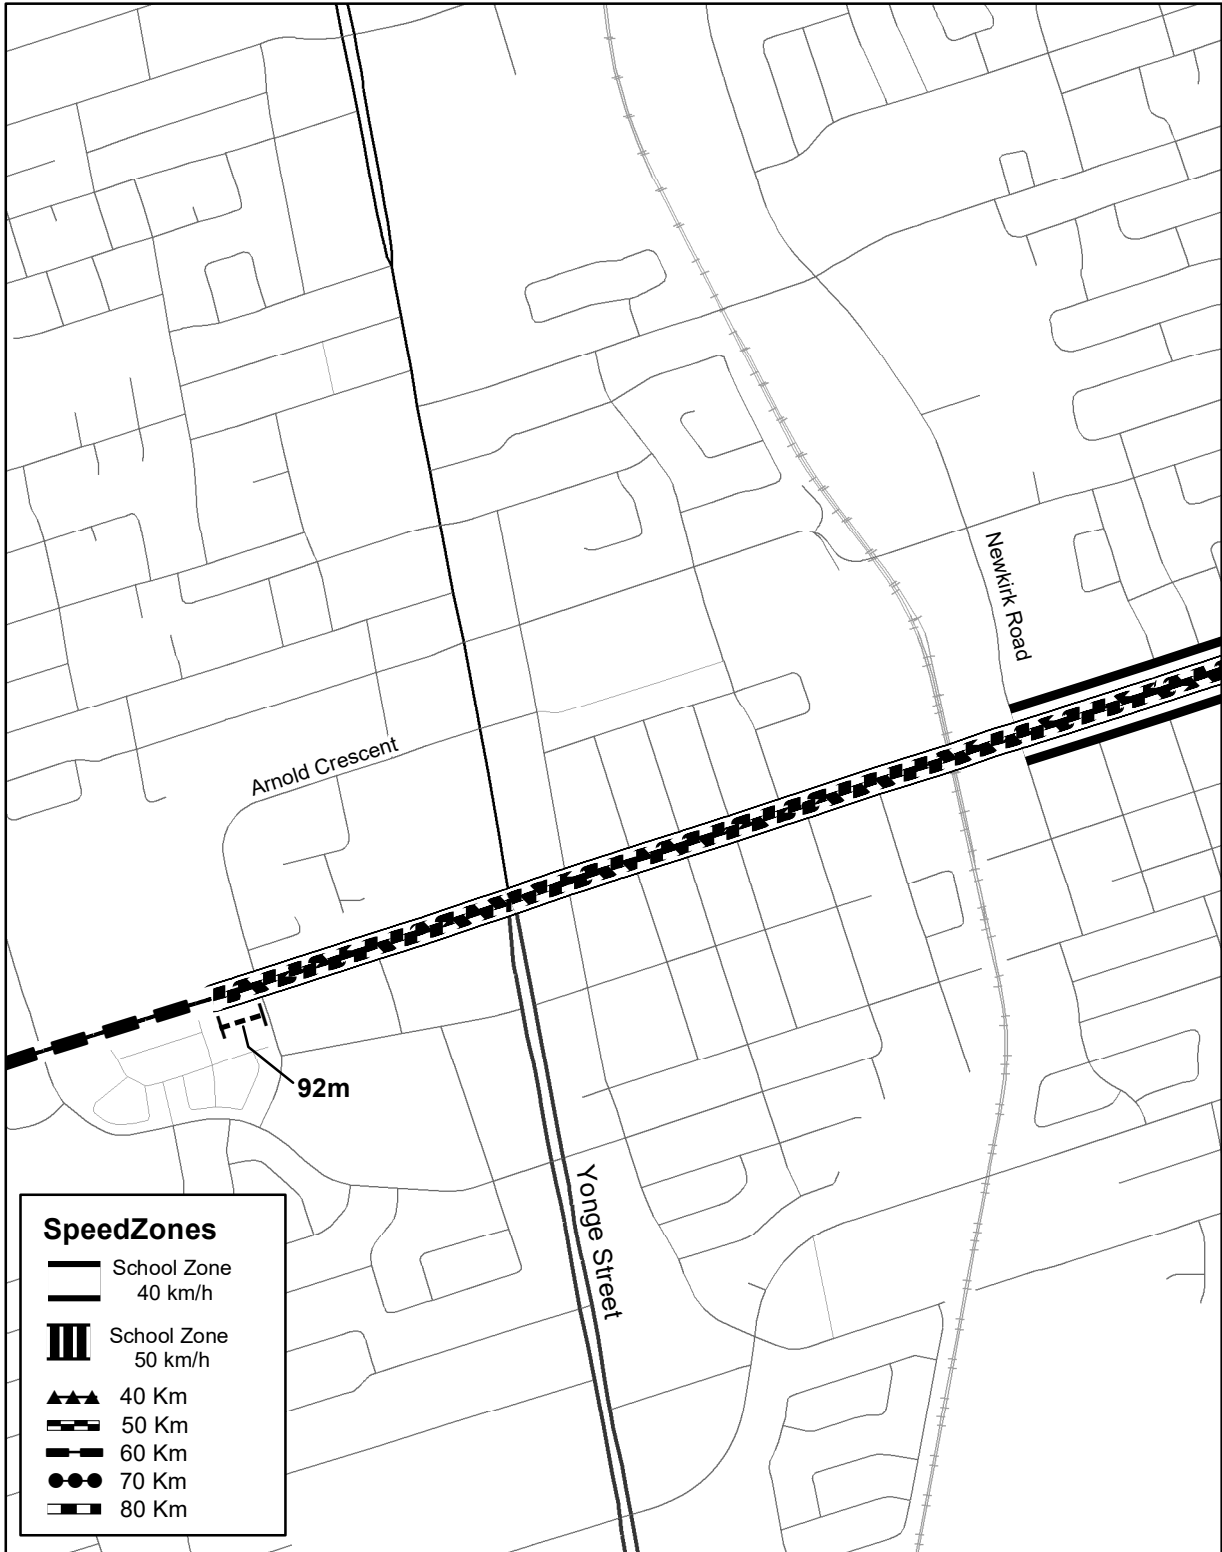 Newkirk Road
Arnold Crescent
92m
Yonge Street
SpeedZones
School Zone
40 km/h
School Zone
50 km/h
40 Km
50 Km
60 Km
70 Km
80 Km